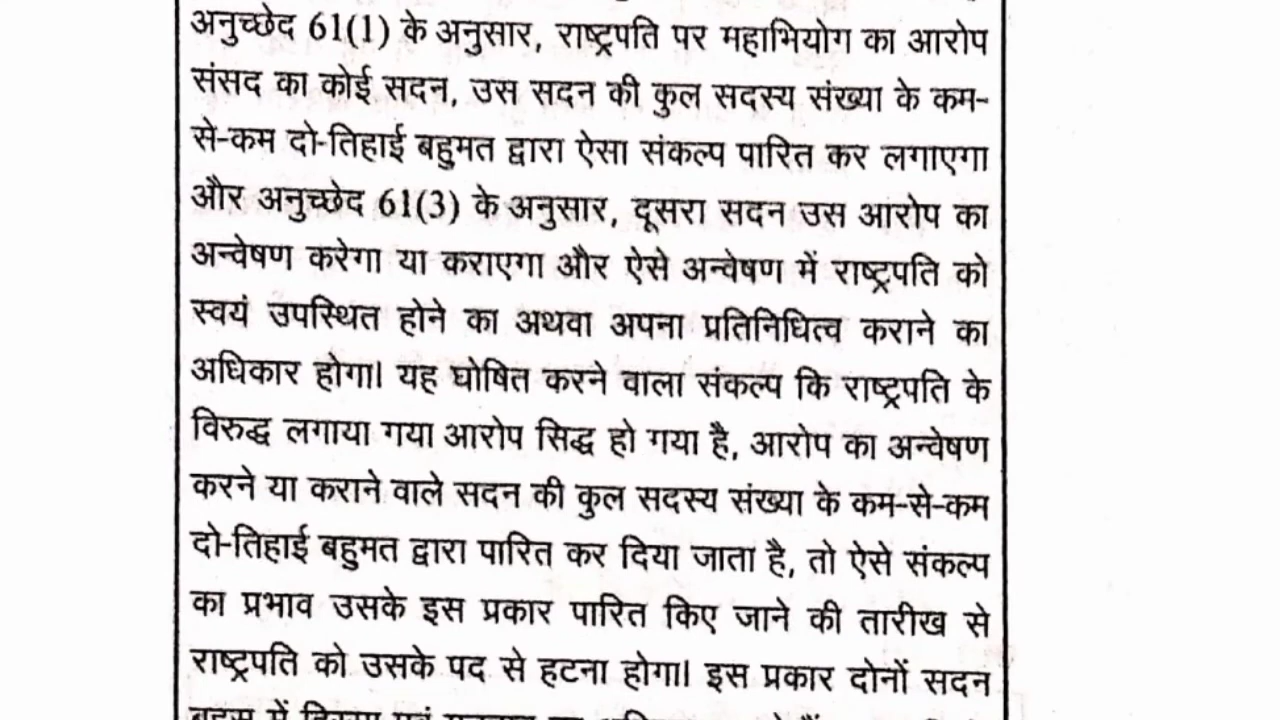 अनुच्छेद 61(1) के अनुसार, राष्ट्रपति पर महाभियोग का आरोप
संसद का कोई सदन, उस सदन की कुल सदस्य संख्या के कम-
से-कम दो-तिहाई बहुमत द्वारा ऐसा संकल्प पारित कर लगाएगा
और अनुच्छेद 61(3) के अनुसार, दूसरा सदन उस आरोप का
अन्वेषण करेगा या कराएगा और ऐसे अन्वेषण में राष्ट्रपति को
स्वयं उपस्थित होने का अथवा अपना प्रतिनिधित्व कराने का
अधिकार होगा। यह घोषित करने वाला संकल्प कि राष्ट्रपति के
विरुद्ध लगाया गया आरोप सिद्ध हो गया है, आरोप का अन्वेषण
करने या कराने वाले सदन की कुल सदस्य संख्या के कम-से-कम
दो-तिहाई बहुमत द्वारा पारित कर दिया जाता है, तो ऐसे संकल्प
का प्रभाव उसके इस प्रकार पारित किए जाने की तारीख से
राष्ट्रपति को उसके पद से हटना होगा। इस प्रकार दोनों सदन